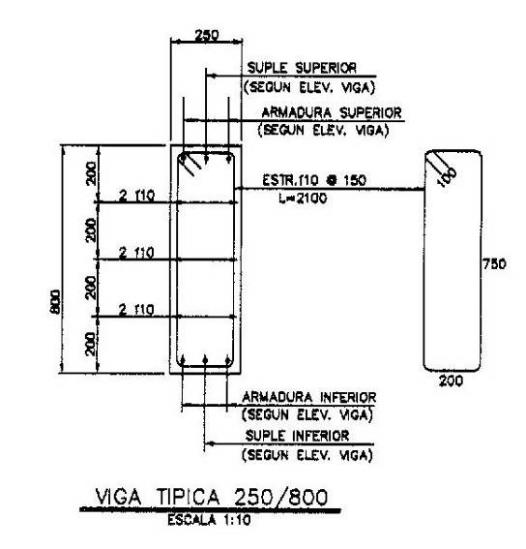 250
SUPLE SUPERIOR
(SEGUN ELEV. VIGA)
ARMADURA SUPERIOR
(SEGUN ELEV. VIGA)
ESTR.f10 @ 150
L=2100
100
200
2 f10
200
2 f10
800
200
2 f10
200
750
200
ARMADURA INFERIOR
(SEGUN ELEV. VIGA)
SUPLE INFERIOR
(SEGUN ELEV. VIGA)
VIGA TIPICA 250/800
ESCALA 1:10